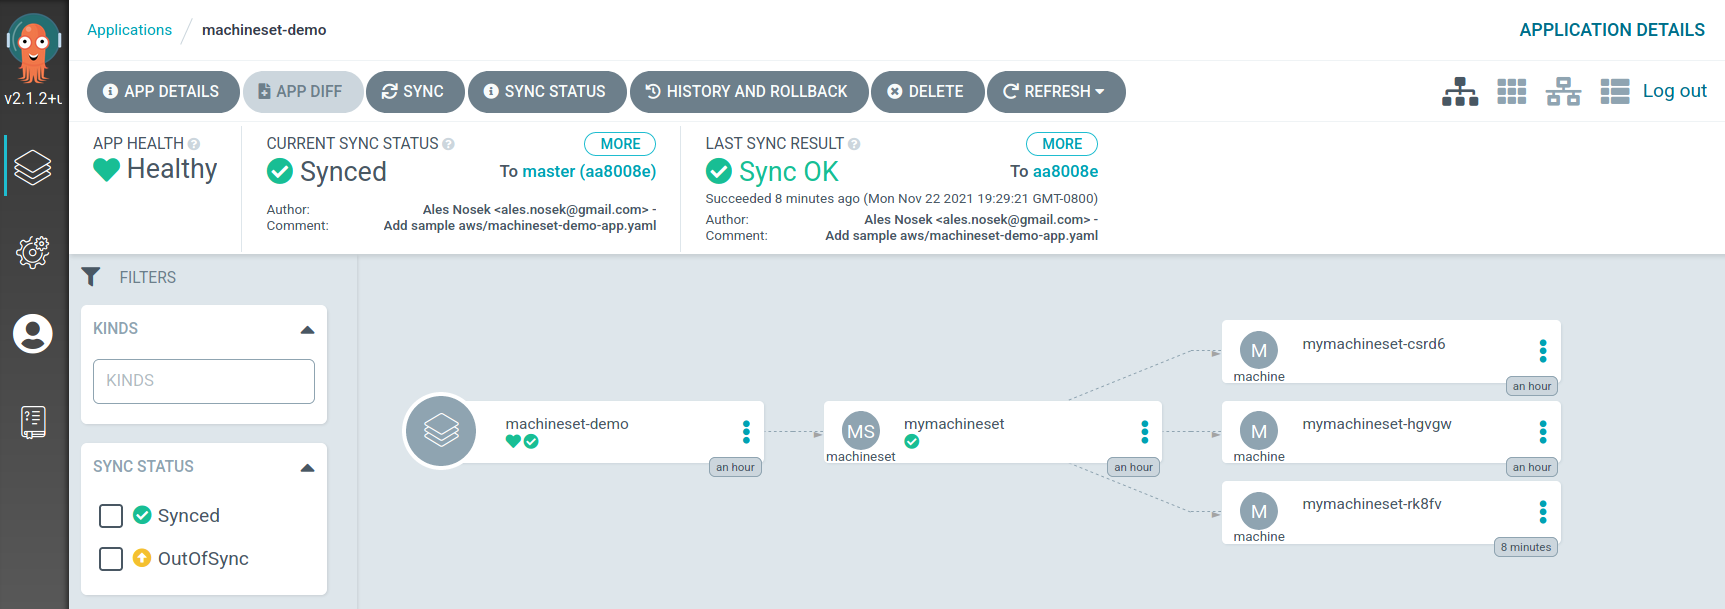 Applications / machineset-demo
APPLICATION DETAILS
v2.1.2+u
APP DETAILS
APP DIFF
SYNC
SYNC STATUS
HISTORY AND ROLLBACK
DELETE
REFRESH
Log out
APP HEALTH
Healthy
CURRENT SYNC STATUS
MORE
Synced
To master (aa8008e)
Author: Ales Nosek <ales.nosek@gmail.com> -
Comment: Add sample aws/machineset-demo-app.yaml
LAST SYNC RESULT
MORE
Sync OK
To aa8008e
Succeeded 8 minutes ago (Mon Nov 22 2021 19:29:21 GMT-0800)
Author: Ales Nosek <ales.nosek@gmail.com> -
Comment: Add sample aws/machineset-demo-app.yaml
FILTERS
KINDS
KINDS
SYNC STATUS
Synced
OutOfSync
machineset-demo
an hour
MS
machineset
mymachineset
an hour
M
machine
mymachineset-csrd6
an hour
M
machine
mymachineset-hgvgw
an hour
M
machine
mymachineset-rk8fv
8 minutes